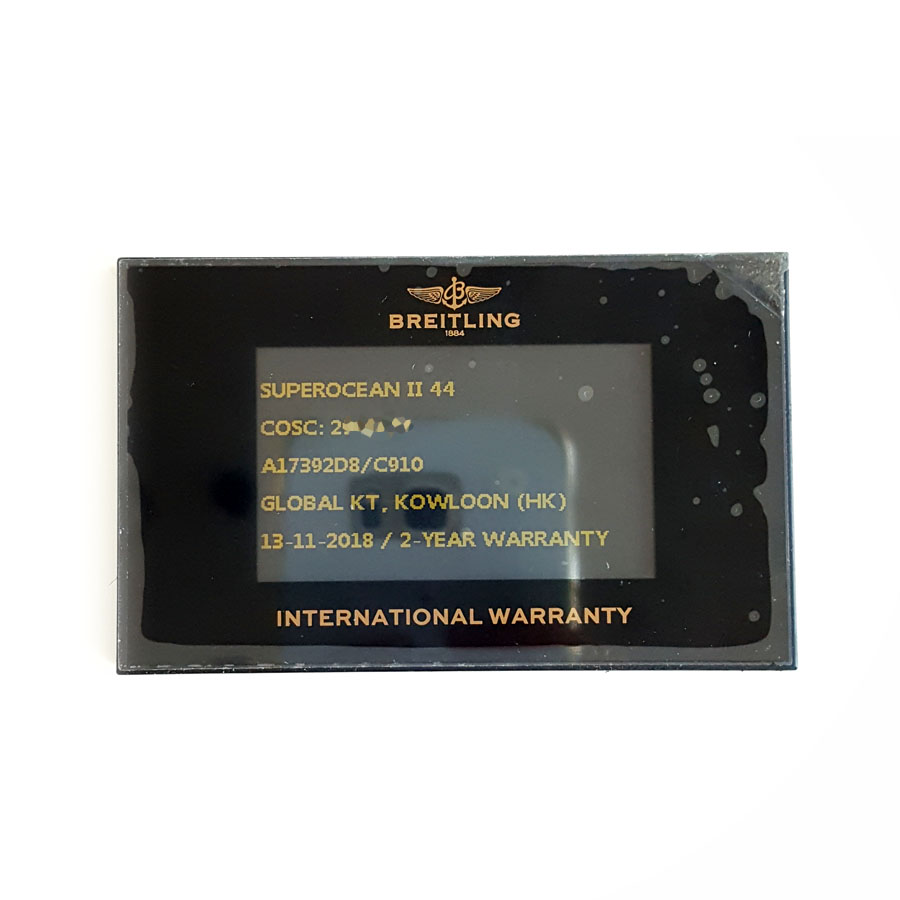 BREITLING
1884
SUPEROCEAN II 44
COSC:
A17392D8/C910
GLOBAL KT, KOWLOON (HK)
13-11-2018 / 2-YEAR WARRANTY
INTERNATIONAL WARRANTY